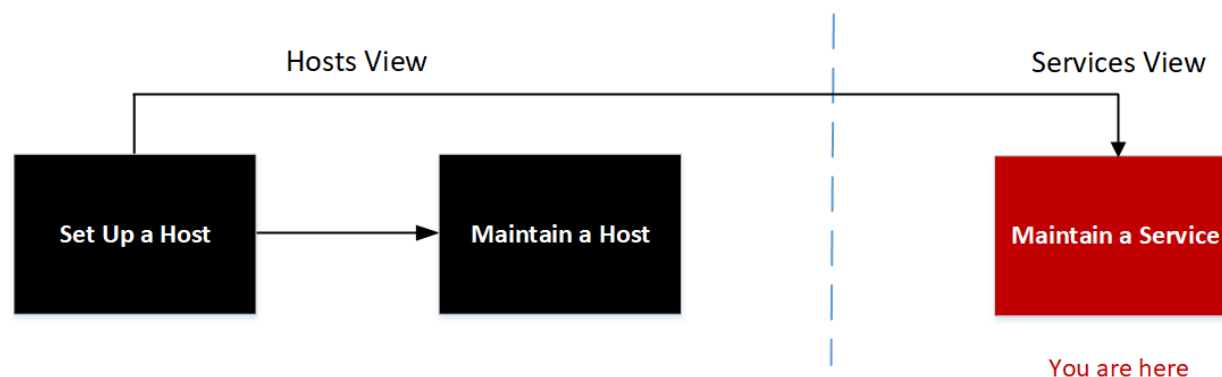 Hosts View
Services View
Set Up a Host
Maintain a Host
Maintain a Service
You are here